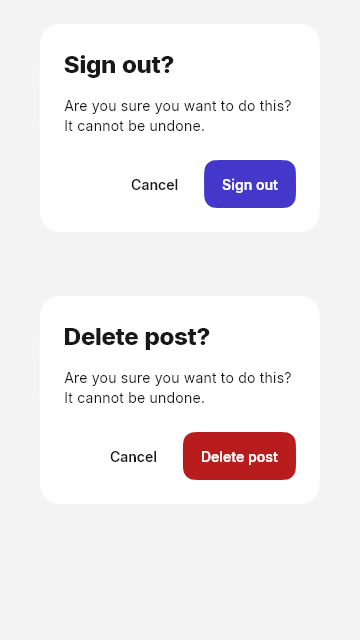 Sign out?
Are you sure you want to do this?
It cannot be undone.
Cancel
Sign out
Delete post?
Are you sure you want to do this?
It cannot be undone.
Cancel
Delete post